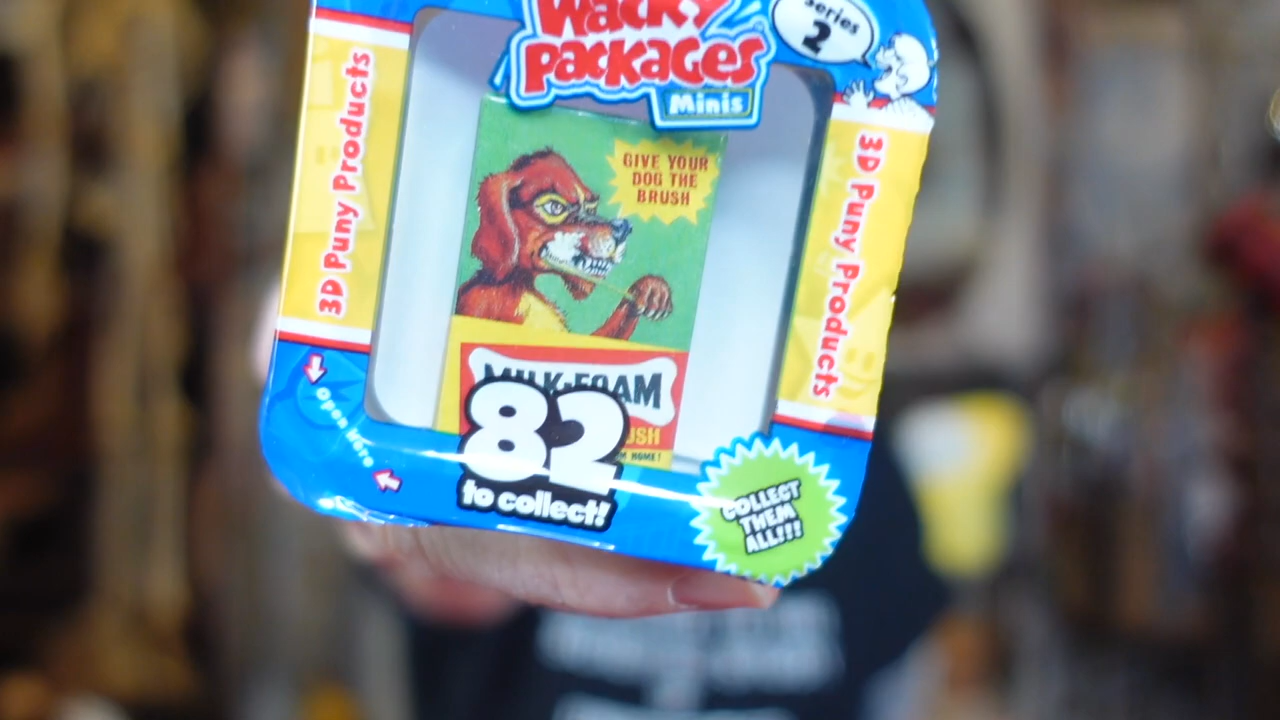 Wacky
Packages
Minis
series
2
3D Puny Products
3D Puny Products
GIVE YOUR
DOG THE
BRUSH
MILK-FOAM
82
to collect!
HOME!
Open Here
COLLECT
THEM
ALL!!!